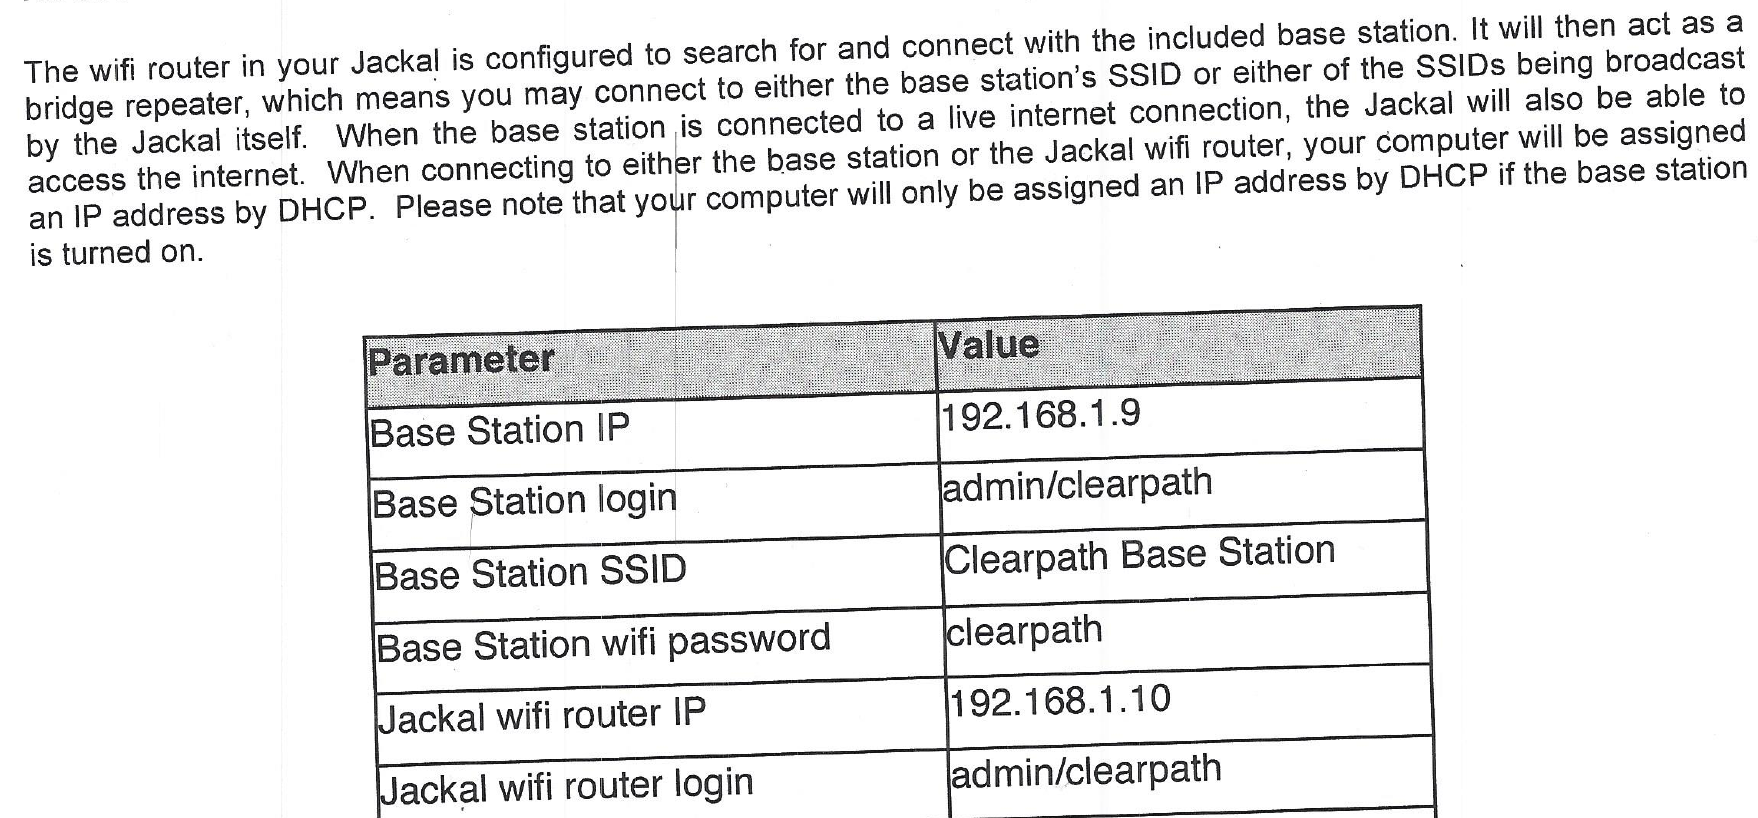 The wifi router in your Jackal is configured to search for and connect with the included base station. It will then act as a
bridge repeater, which means you may connect to either the base station's SSID or either of the SSIDs being broadcast
by the Jackal itself. When the base station is connected to a live internet connection, the Jackal will also be able to
access the internet. When connecting to either the base station or the Jackal wifi router, your computer will be assigned
an IP address by DHCP. Please note that your computer will only be assigned an IP address by DHCP if the base station
is turned on.
Parameter Value
Base Station IP 192.168.1.9
Base Station login admin/clearpath
Base Station SSID Clearpath Base Station
Base Station wifi password clearpath
Jackal wifi router IP 192.168.1.10
Jackal wifi router login admin/clearpath